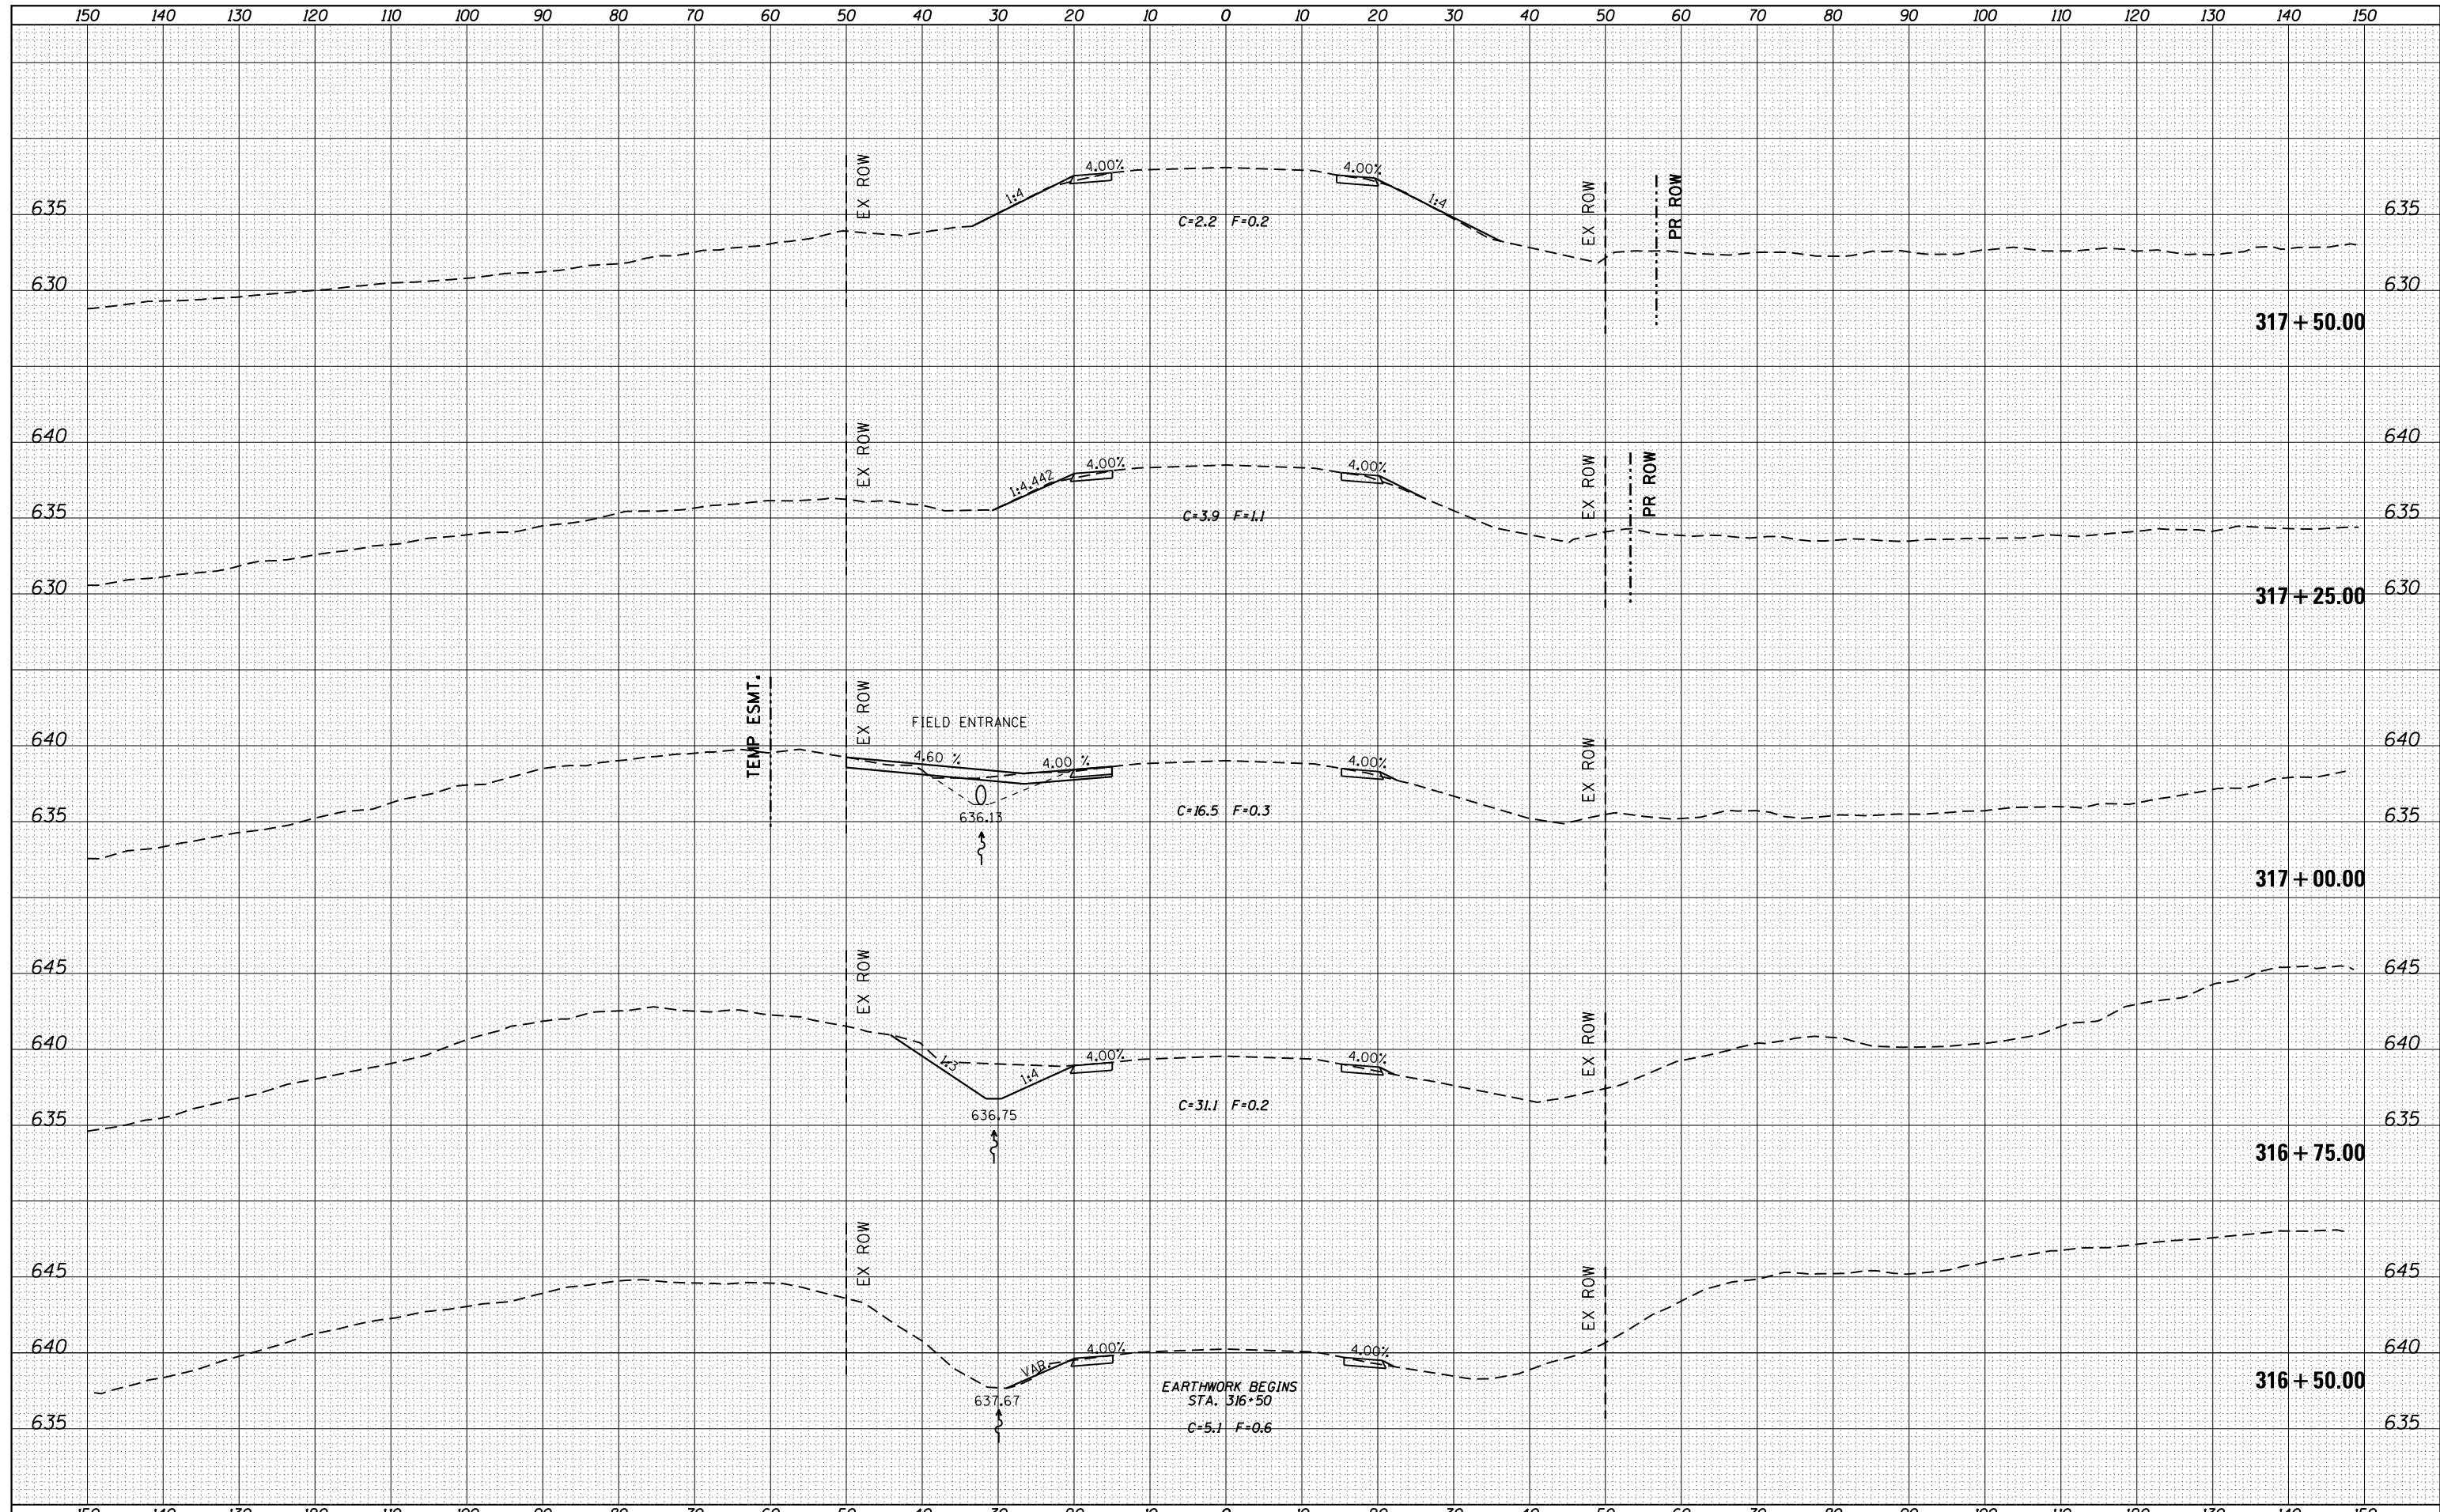 150 140 130 120 110 100 90 80 70 60 50 40 30 20 10 0 10 20 30 40 50 60 70 80 90 100 110 120 130 140 150
EX ROW
4.00%
4.00%
1:4
1:4
EX ROW
PR ROW
635
C=2.2 F=0.2
635
630
630
317+50.00
640
EX ROW
640
4.00%
4.00%
1:4.442
EX ROW
PR ROW
635
C=3.9 F=1.1
635
630
317+25.00
630
TEMP ESMT.
EX ROW
FIELD ENTRANCE
640
640
4.60 %
4.00 %
4.00%
EX ROW
635
636.13
C=16.5 F=0.3
635
317+00.00
645
EX ROW
645
640
640
1:3
1:4
4.00%
4.00%
EX ROW
635
636.75
C=31.1 F=0.2
635
316+75.00
645
EX ROW
645
640
VAR.
4.00%
4.00%
EX ROW
640
637.67
EARTHWORK BEGINS
STA. 316+50
316+50.00
635
C=5.1 F=0.6
635
150 140 130 120 110 100 90 80 70 60 50 40 30 20 10 0 10 20 30 40 50 60 70 80 90 100 110 120 130 140 150